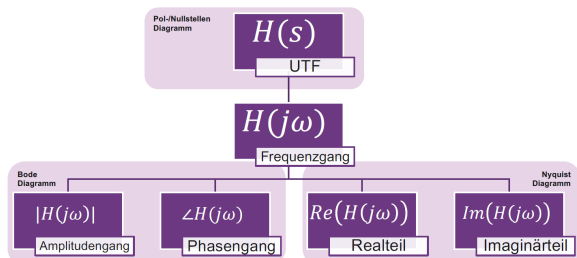 Pol-/Nullstellen
Diagramm
H(s)
UTF
H(jω)
Frequenzgang
Bode
Diagramm
Nyquist
Diagramm
|H(jω)|
Amplitudengang
∠H(jω)
Phasengang
Re(H(jω))
Realteil
Im(H(jω))
Imaginärteil